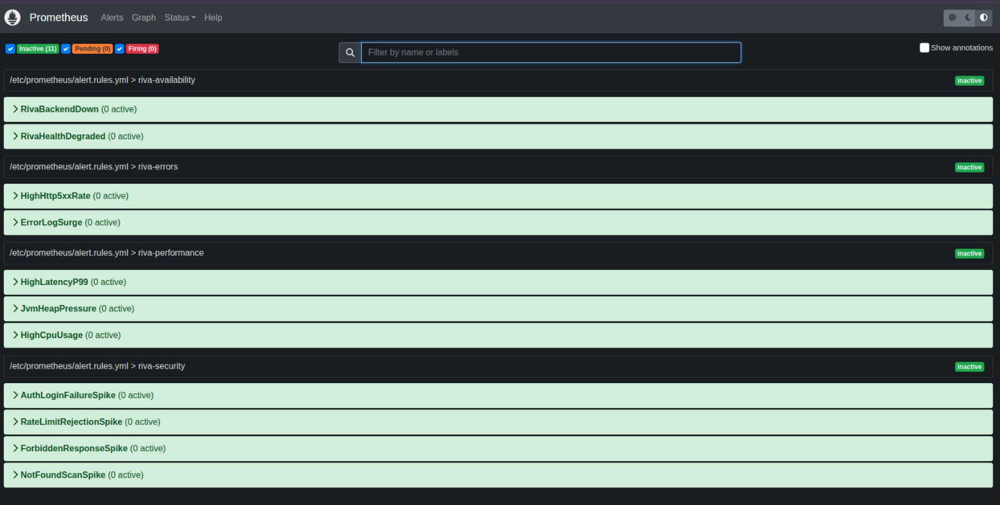 Prometheus Alerts Graph Status Help
Inactive (11) Pending (0) Firing (0) Filter by name or labels Show annotations
/etc/prometheus/alert.rules.yml > riva-availability inactive
RivaBackendDown (0 active)
RivaHealthDegraded (0 active)
/etc/prometheus/alert.rules.yml > riva-errors inactive
HighHttp5xxRate (0 active)
ErrorLogSurge (0 active)
/etc/prometheus/alert.rules.yml > riva-performance inactive
HighLatencyP99 (0 active)
JvmHeapPressure (0 active)
HighCpuUsage (0 active)
/etc/prometheus/alert.rules.yml > riva-security inactive
AuthLoginFailureSpike (0 active)
RateLimitRejectionSpike (0 active)
ForbiddenResponseSpike (0 active)
NotFoundScanSpike (0 active)